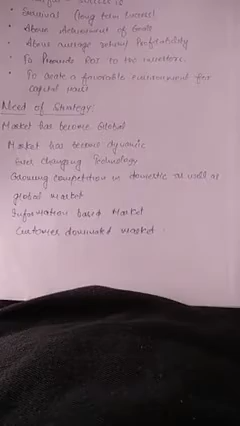 • Survival (long term success)
• Above Achievement of Goals
• Above average return/Profitability
• To Provide ROI to the investors.
• To create a favorable environment for
capital
Need of Strategy:
Market has become Global
Market has become dynamic
Ever Changing Technology
Growing competition in domestic as well as
global market
Information based Market
Customer dominated market.